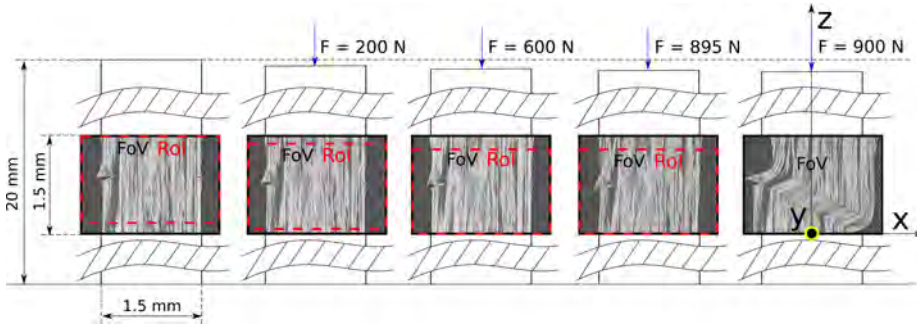 z
F = 200 N
F = 600 N
F = 895 N
F = 900 N
FoV RoI
FoV RoI
FoV RoI
FoV RoI
FoV
20 mm
1.5 mm
y
x
1.5 mm